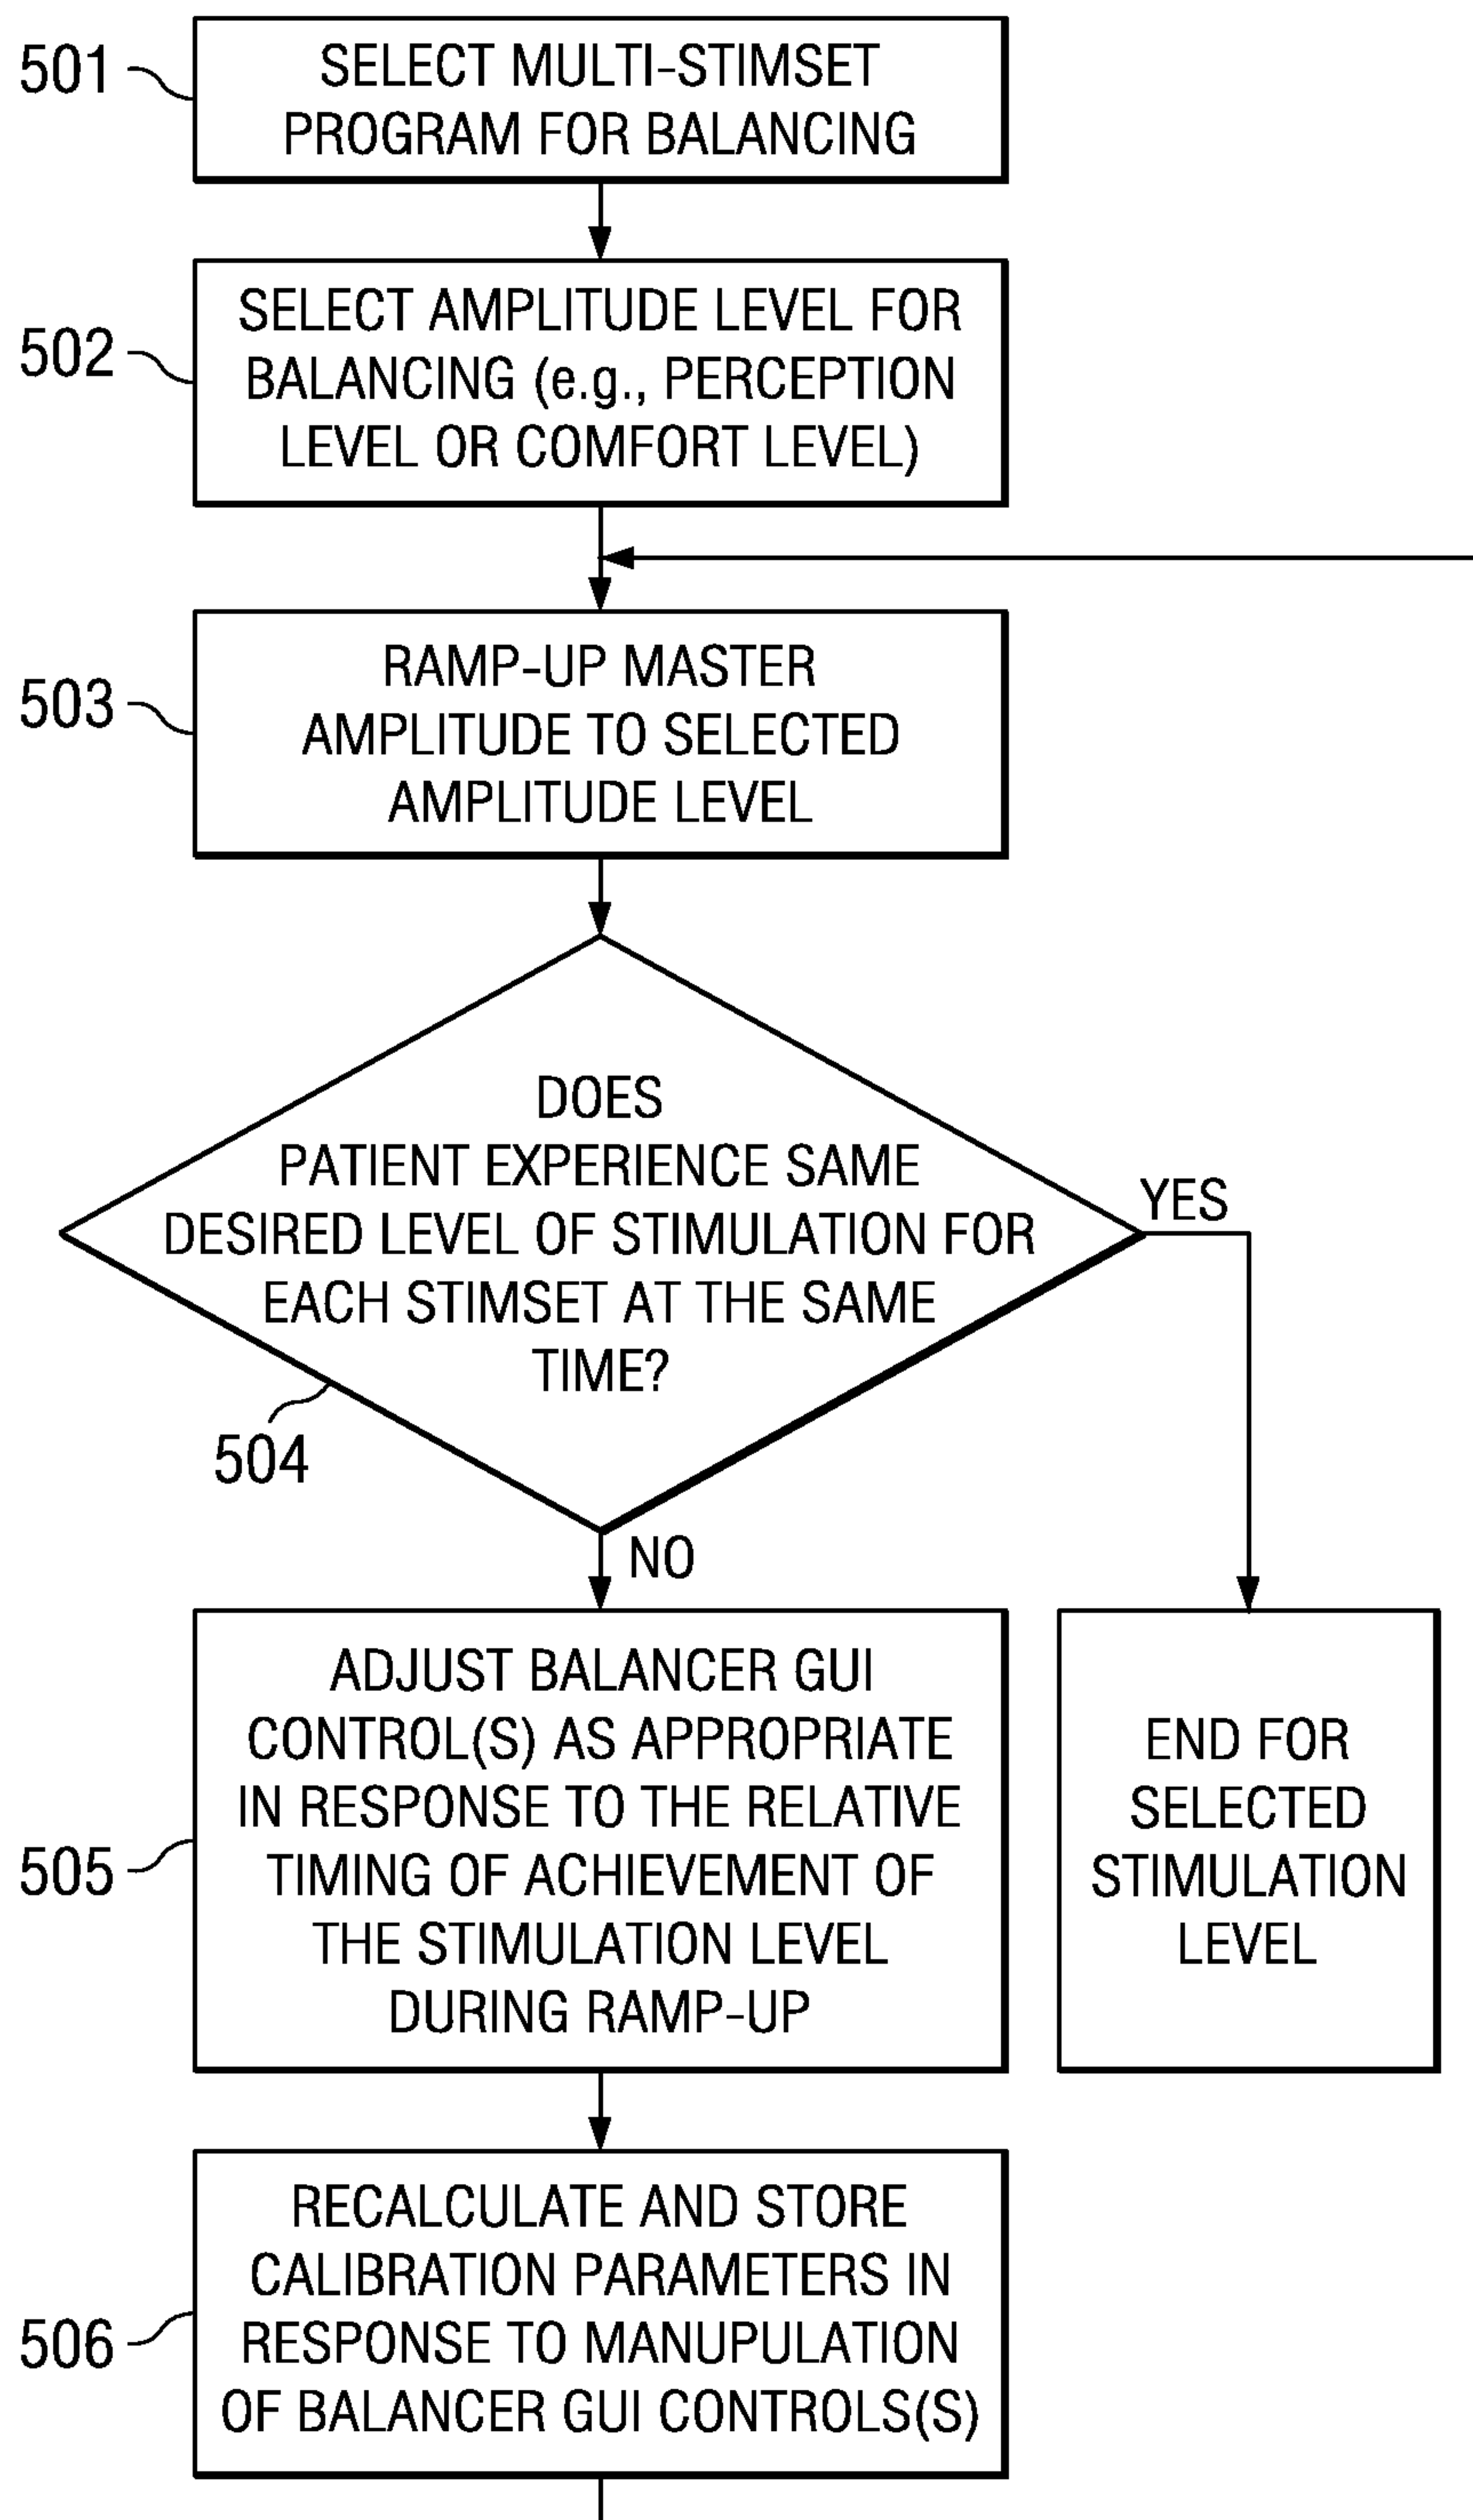 501
SELECT MULTI-STIMSET
PROGRAM FOR BALANCING
502
SELECT AMPLITUDE LEVEL FOR
BALANCING (e.g., PERCEPTION
LEVEL OR COMFORT LEVEL)
503
RAMP-UP MASTER
AMPLITUDE TO SELECTED
AMPLITUDE LEVEL
DOES
PATIENT EXPERIENCE SAME
DESIRED LEVEL OF STIMULATION FOR
EACH STIMSET AT THE SAME
TIME?
504
YES
NO
505
ADJUST BALANCER GUI
CONTROL(S) AS APPROPRIATE
IN RESPONSE TO THE RELATIVE
TIMING OF ACHIEVEMENT OF
THE STIMULATION LEVEL
DURING RAMP-UP
END FOR
SELECTED
STIMULATION
LEVEL
506
RECALCULATE AND STORE
CALIBRATION PARAMETERS IN
RESPONSE TO MANUPULATION
OF BALANCER GUI CONTROLS(S)